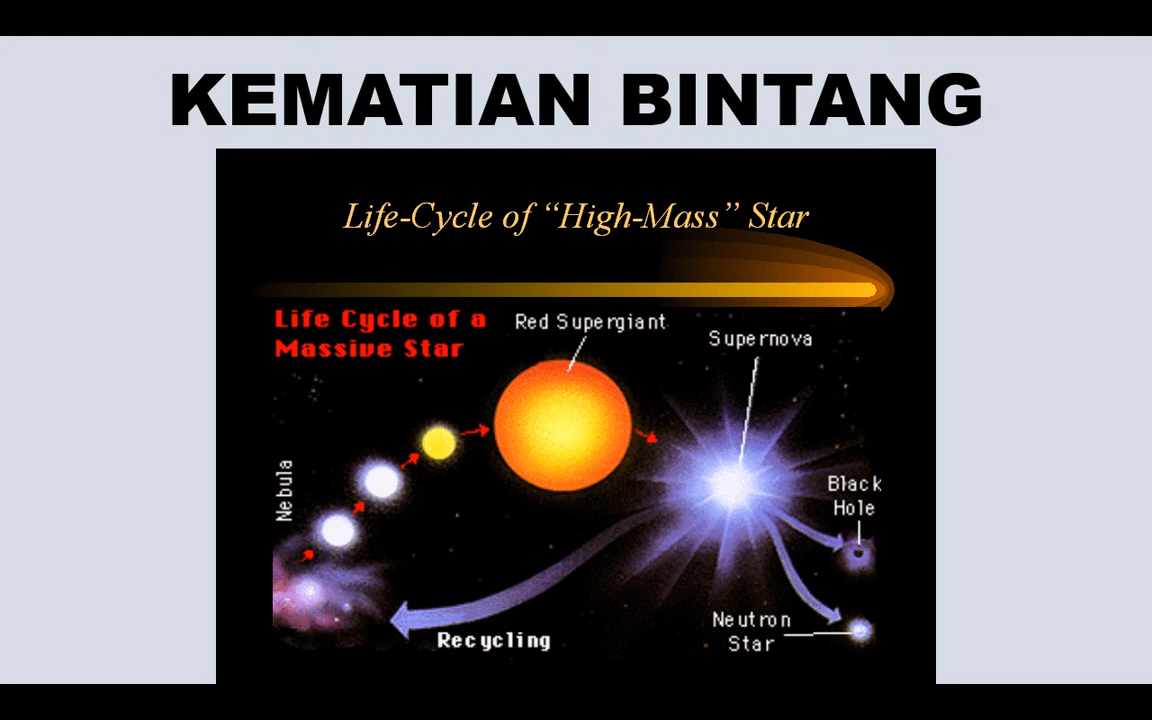 KEMATIAN BINTANG
Life-Cycle of “High-Mass” Star
Life Cycle of a
Massive Star
Red Supergiant
Supernova
Nebula
Black
Hole
Neutron
Star
Recycling